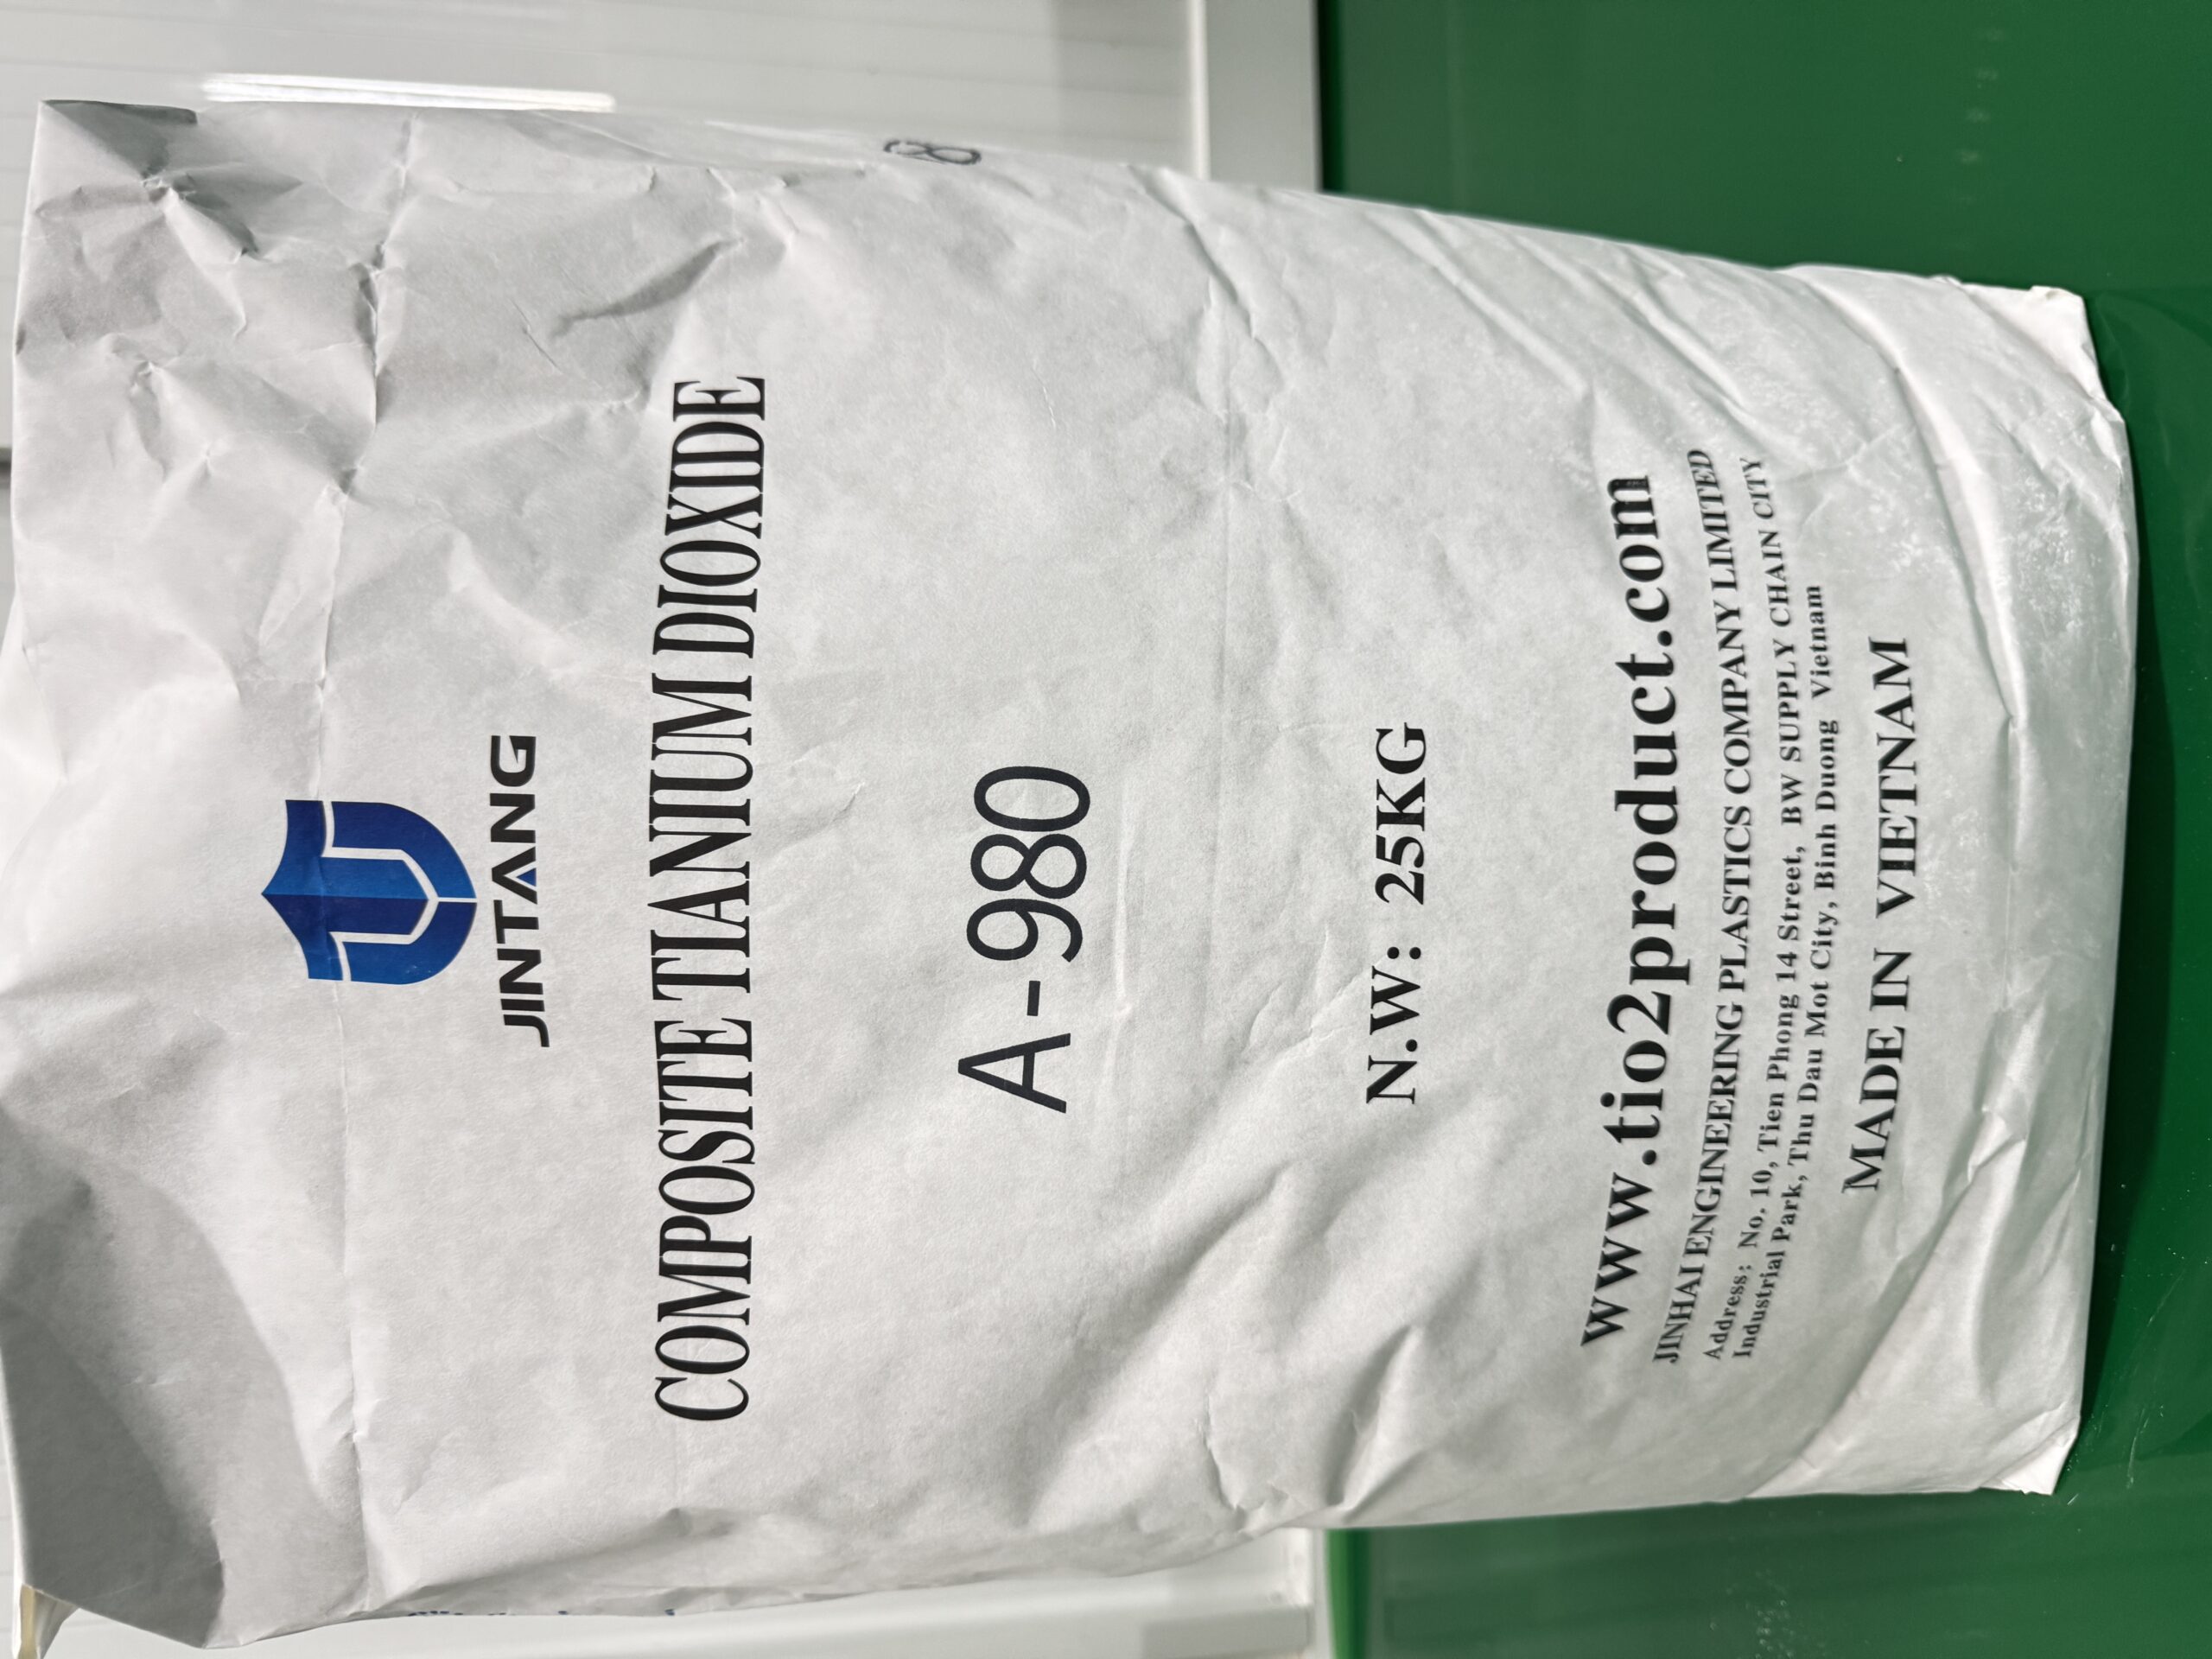 JINTANG
COMPOSITE TIANIUM DIOXIDE
A-980
N.W: 25KG
www.tio2product.com
JINHAI ENGINEERING PLASTICS COMPANY LIMITED
Address: No. 10, Tien Phong 14 Street, BW SUPPLY CHAIN CITY
Industrial Park, Thu Dau Mot City, Binh Duong Vietnam
MADE IN VIETNAM
8